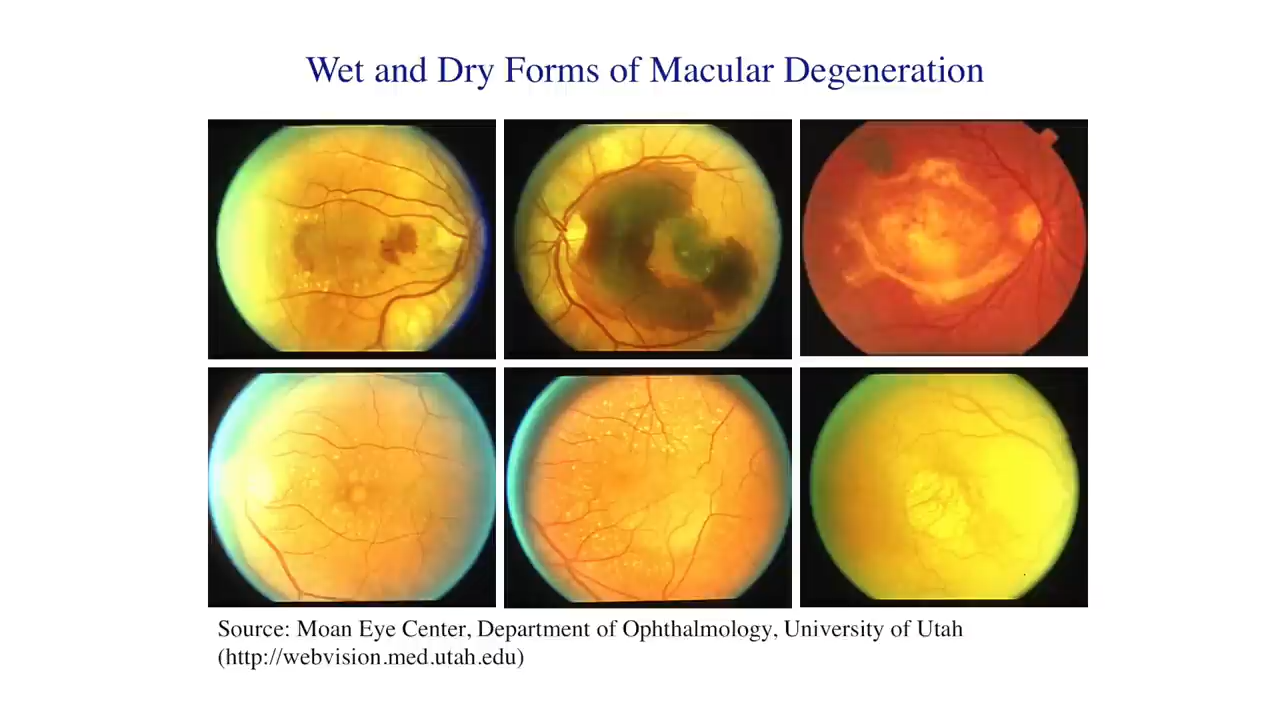 Wet and Dry Forms of Macular Degeneration
Source: Moan Eye Center, Department of Ophthalmology, University of Utah
(http://webvision.med.utah.edu)